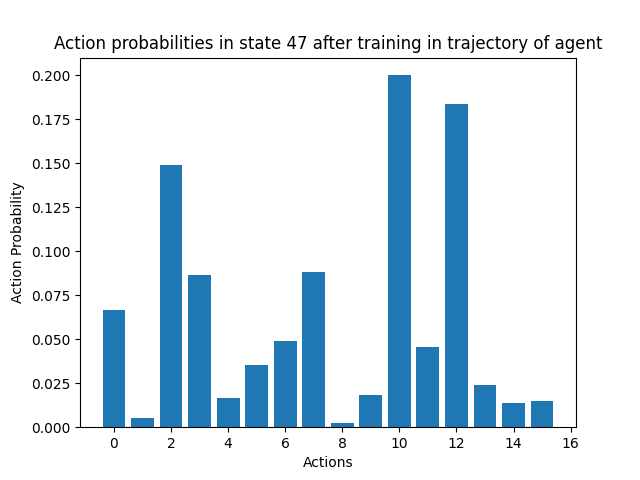 Action probabilities in state 47 after training in trajectory of agent
0.200
0.175
0.150
0.125
0.100
0.075
0.050
0.025
0.000
Action Probability
0 2 4 6 8 10 12 14 16
Actions